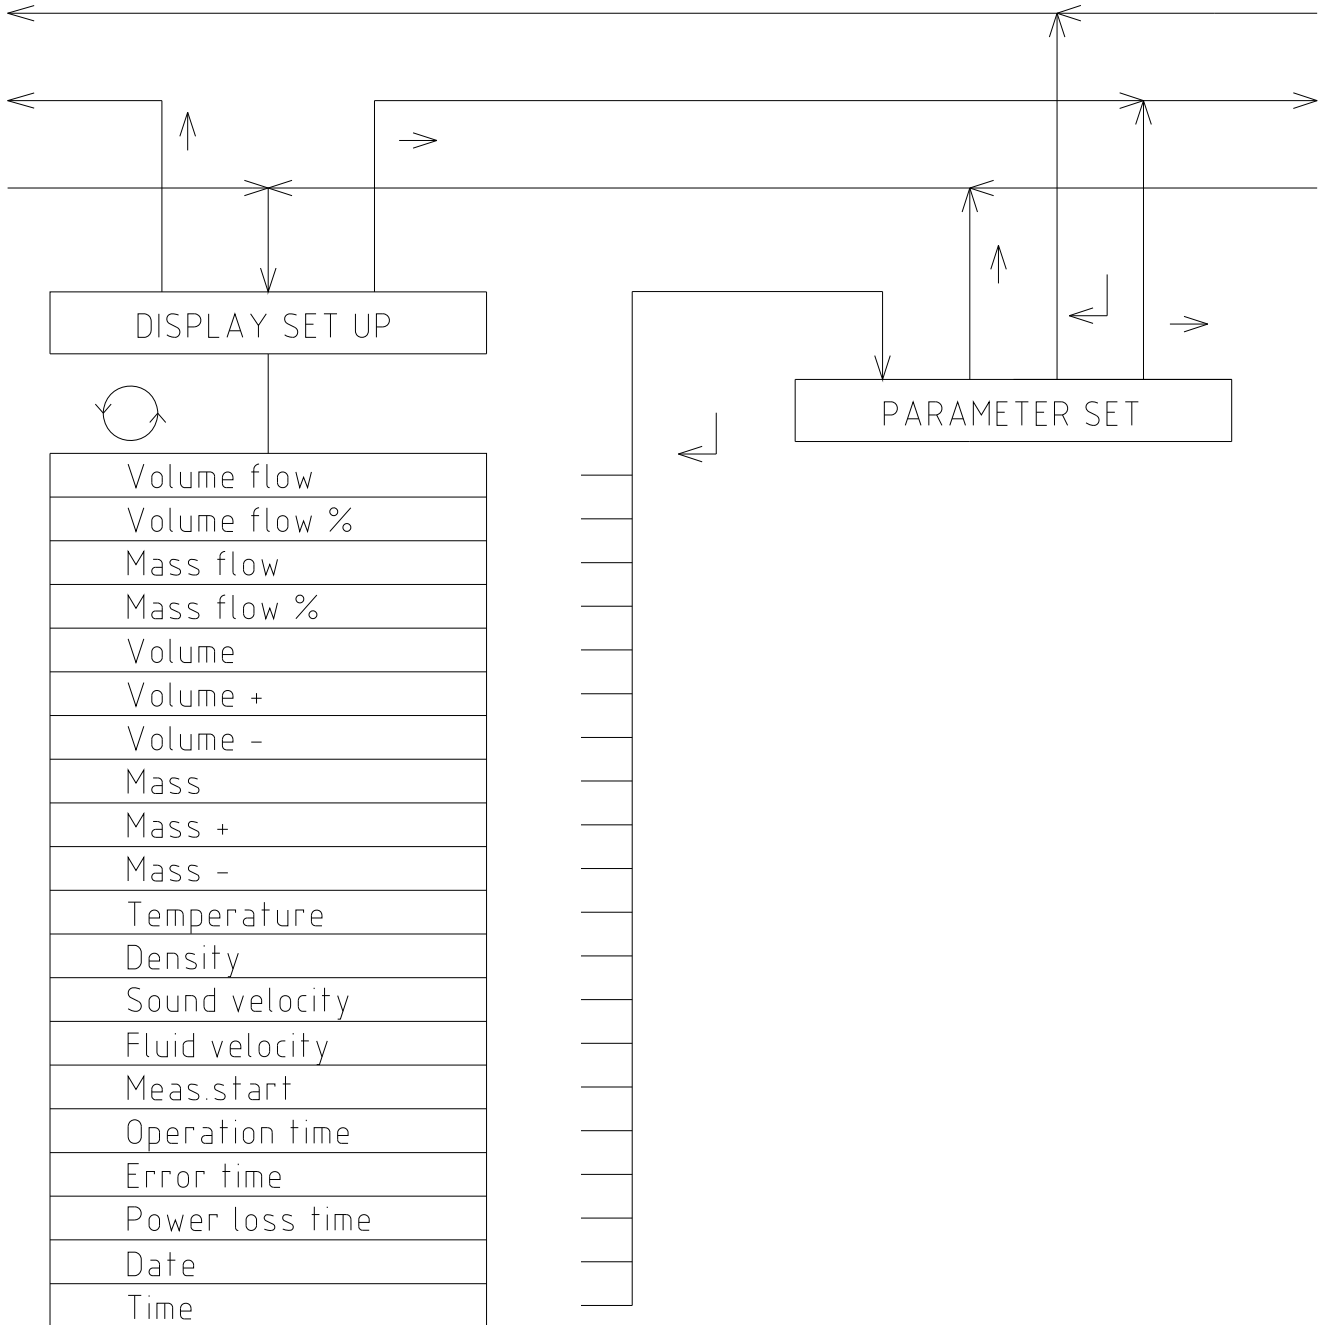 DISPLAY SET UP
PARAMETER SET
Volume flow
Volume flow %
Mass flow
Mass flow %
Volume
Volume +
Volume -
Mass
Mass +
Mass -
Temperature
Density
Sound velocity
Fluid velocity
Meas.start
Operation time
Error time
Power loss time
Date
Time